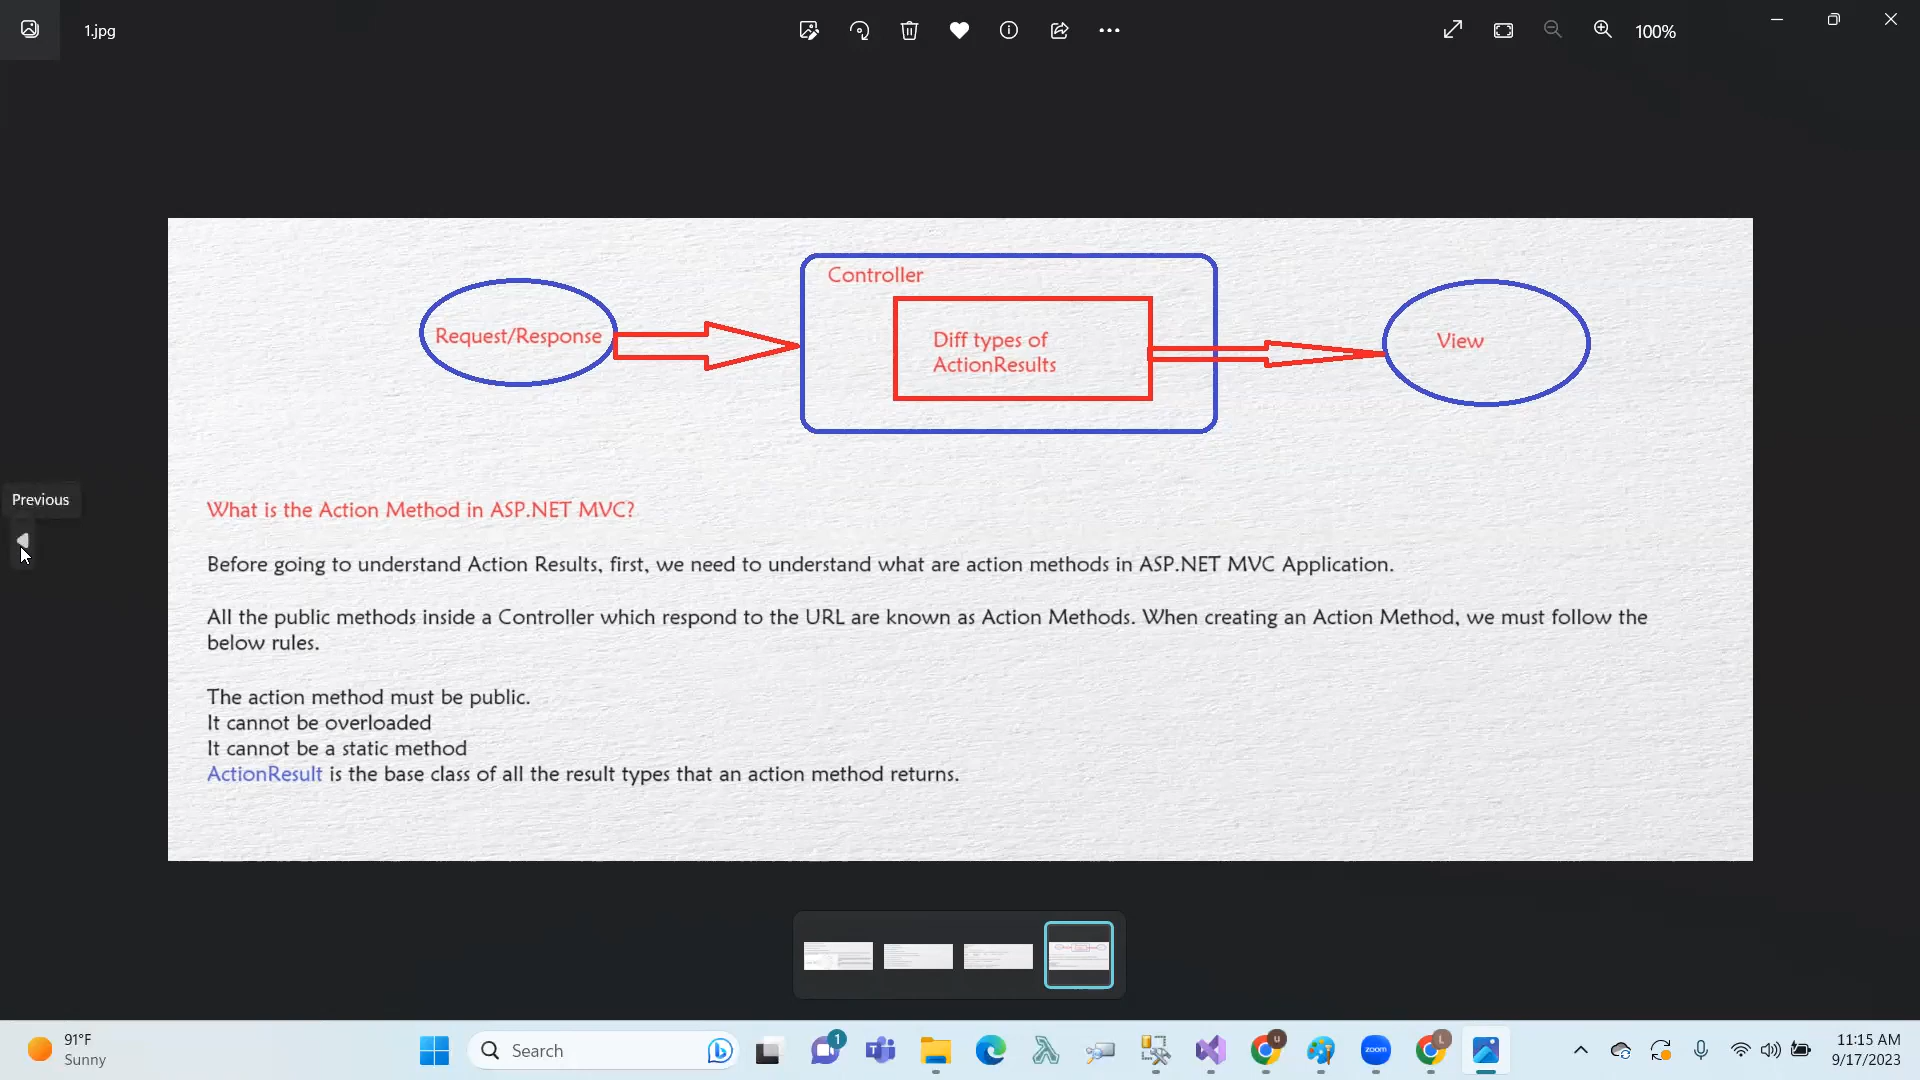 1.jpg
100%
Controller
Request/Response
Diff types of
ActionResults
View
Previous
What is the Action Method in ASP.NET MVC?
Before going to understand Action Results, first, we need to understand what are action methods in ASP.NET MVC Application.
All the public methods inside a Controller which respond to the URL are known as Action Methods. When creating an Action Method, we must follow the
below rules.
The action method must be public.
It cannot be overloaded
It cannot be a static method
ActionResult is the base class of all the result types that an action method returns.
91°F
Sunny
Search
1
u
zoom
L
11:15 AM
9/17/2023